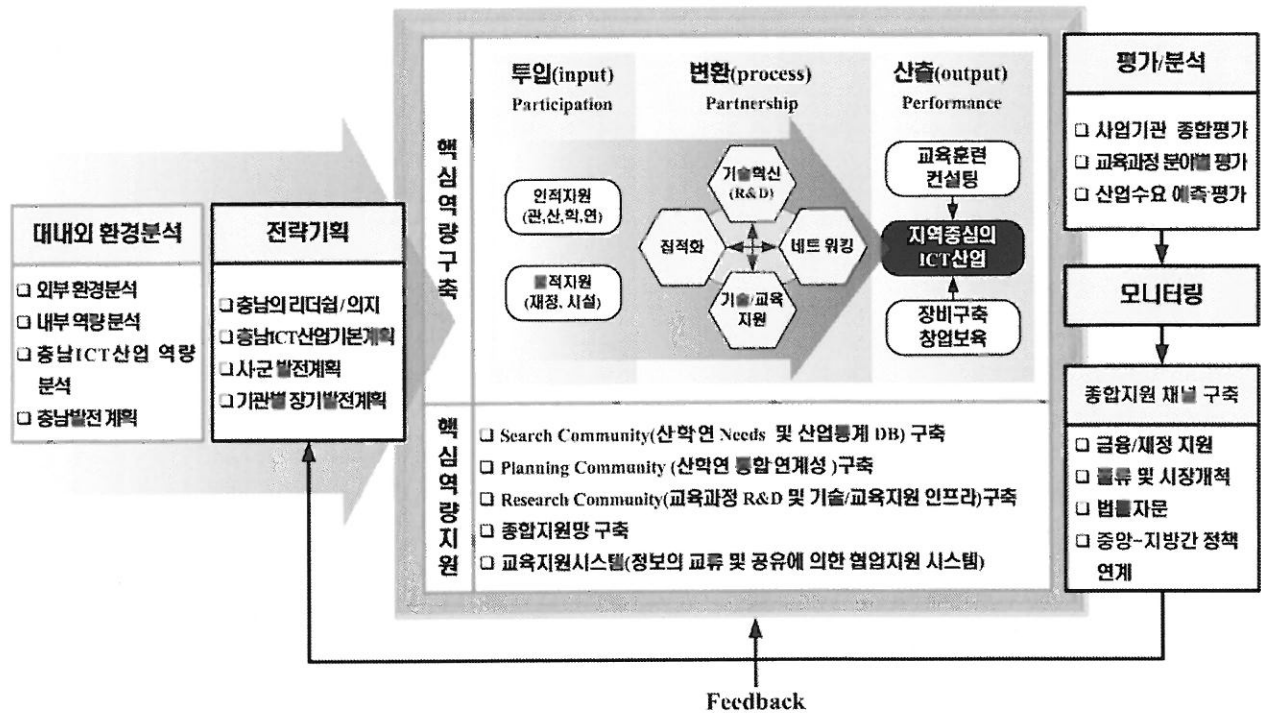 대내외 환경분석
❑ 외부 환경분석
❑ 내부 역량 분석
❑ 충남ICT산업 역량
분석
❑ 충남발전 계획
전략기획
❑ 충남의 리더쉽/의지
❑ 충남ICT산업기본계획
❑ 시·군 발전계획
❑ 기관별 장기발전계획
핵심역량구축
투입(input)
Participation
인적지원
(관,산,학,연)
물적지원
(재정, 시설)
변환(process)
Partnership
기술혁신
(R&D)
집적화
네트 워킹
기술/교육
지원
산출(output)
Performance
교육훈련
컨설팅
지역중심의
ICT산업
장비구축
창업보육
핵심역량지원
❑ Search Community(산학연 Needs 및 산업통계 DB) 구축
❑ Planning Community (산학연 통합 연계성 )구축
❑ Research Community(교육과정 R&D 및 기술/교육지원 인프라)구축
❑ 종합지원망 구축
❑ 교육지원시스템(정보의 교류 및 공유에 의한 협업지원 시스템)
평가/분석
❑ 사업기관 종합평가
❑ 교육과정 분야별 평가
❑ 산업수요 예측·평가
모니터링
종합지원 채널 구축
❑ 금융/재정 지원
❑ 물류 및 시장개척
❑ 법률자문
❑ 중앙-지방간 정책
연계
Feedback